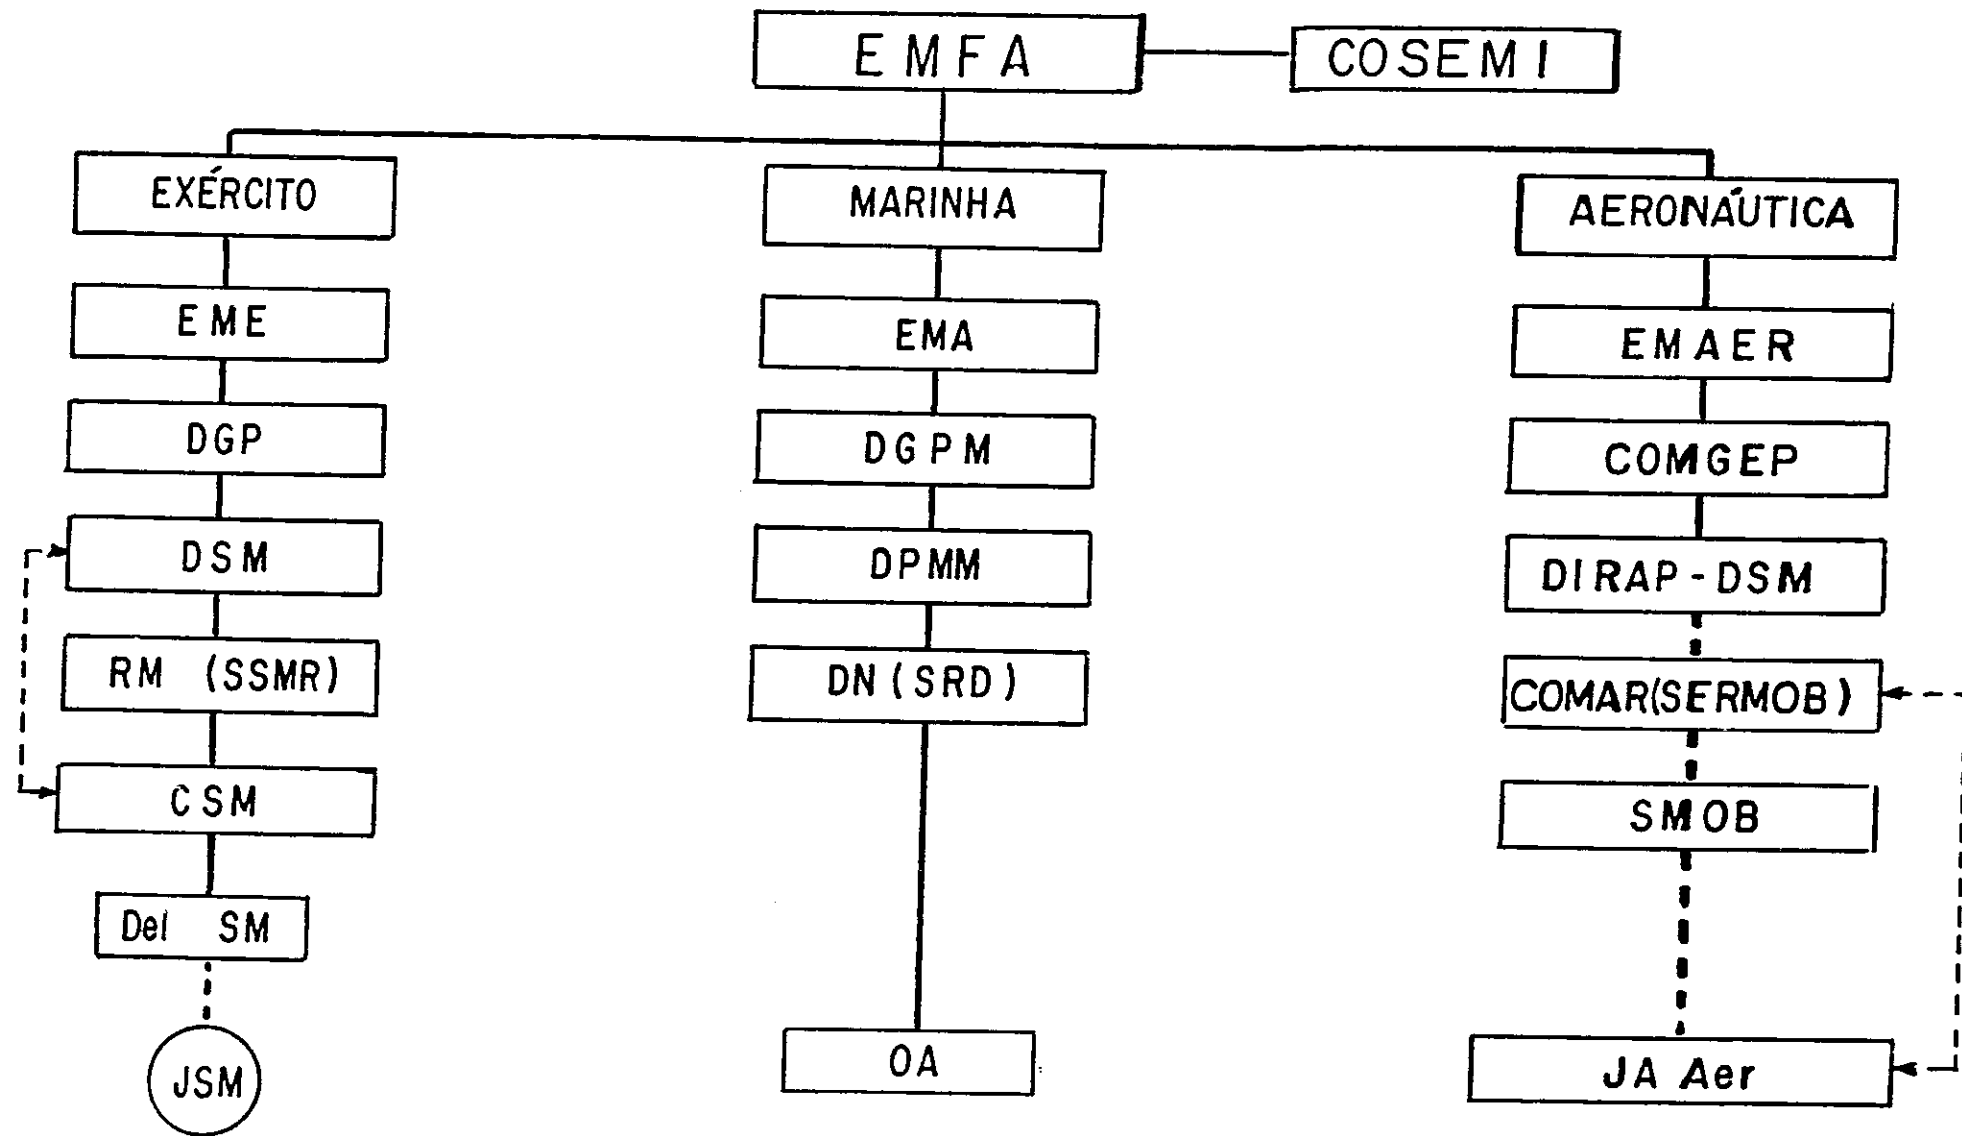 EMFA
COSEMI
EXÉRCITO
EME
DGP
DSM
RM (SSMR)
CSM
Del SM
JSM
MARINHA
EMA
DGPM
DPMM
DN (SRD)
OA
AERONÁUTICA
EMAER
COMGEP
DIRAP-DSM
COMAR(SERMOB)
SMOB
JA Aer